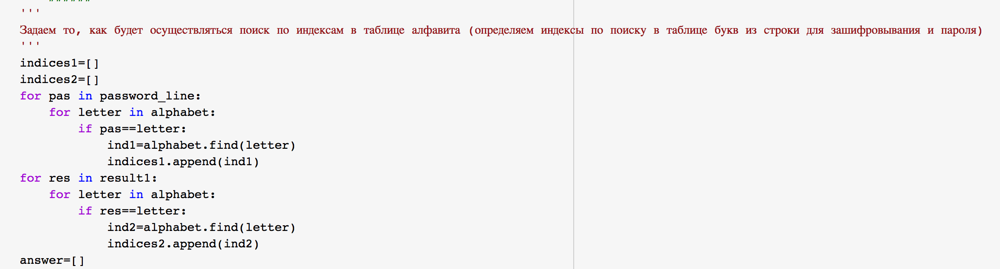 ######
'''
Задаем то, как будет осуществляться поиск по индексам в таблице алфавита (определяем индексы по поиску в таблице букв из строки для зашифровывания и пароля)
'''
indices1=[]
indices2=[]
for pas in password_line:
    for letter in alphabet:
        if pas==letter:
            ind1=alphabet.find(letter)
            indices1.append(ind1)
for res in result1:
    for letter in alphabet:
        if res==letter:
            ind2=alphabet.find(letter)
            indices2.append(ind2)
answer=[]